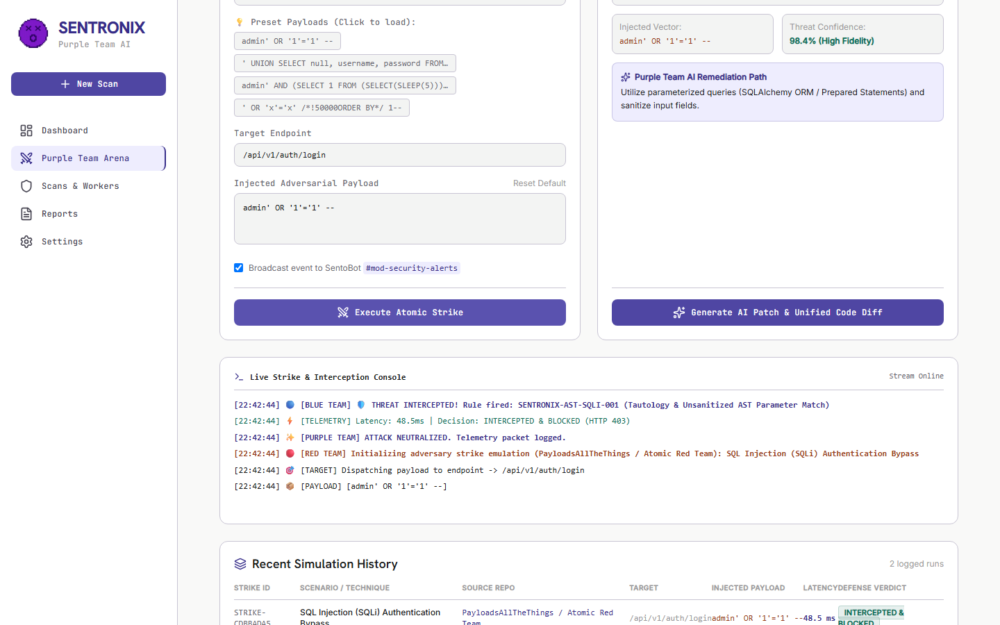 SENTRONIX
Purple Team AI
New Scan
Dashboard
Purple Team Arena
Scans & Workers
Reports
Settings
Preset Payloads (Click to load):
admin' OR '1'='1' --
' UNION SELECT null, username, password FROM…
admin' AND (SELECT 1 FROM (SELECT(SLEEP(5)))…
' OR 'x'='x' /*!50000ORDER BY*/ 1--
Target Endpoint
/api/v1/auth/login
Injected Adversarial Payload
Reset Default
admin' OR '1'='1' --
Broadcast event to SentoBot #mod-security-alerts
Execute Atomic Strike
Injected Vector:
admin' OR '1'='1' --
Threat Confidence:
98.4% (High Fidelity)
Purple Team AI Remediation Path
Utilize parameterized queries (SQLAlchemy ORM / Prepared Statements) and
sanitize input fields.
Generate AI Patch & Unified Code Diff
Live Strike & Interception Console
Stream Online
[22:42:44] [BLUE TEAM] THREAT INTERCEPTED! Rule fired: SENTRONIX-AST-SQLI-001 (Tautology & Unsanitized AST Parameter Match)
[22:42:44] [TELEMETRY] Latency: 48.5ms | Decision: INTERCEPTED & BLOCKED (HTTP 403)
[22:42:44] [PURPLE TEAM] ATTACK NEUTRALIZED. Telemetry packet logged.
[22:42:44] [RED TEAM] Initializing adversary strike emulation (PayloadsAllTheThings / Atomic Red Team): SQL Injection (SQLi) Authentication Bypass
[22:42:44] [TARGET] Dispatching payload to endpoint -> /api/v1/auth/login
[22:42:44] [PAYLOAD] [admin' OR '1'='1' --]
Recent Simulation History
2 logged runs
STRIKE ID SCENARIO / TECHNIQUE SOURCE REPO TARGET INJECTED PAYLOAD LATENCY DEFENSE VERDICT
STRIKE-
CDBBADA5
SQL Injection (SQLi) Authentication
Bypass
PayloadsAllTheThings / Atomic Red
Team
/api/v1/auth/login
admin' OR '1'='1' --
48.5 ms
INTERCEPTED &
BLOCKED